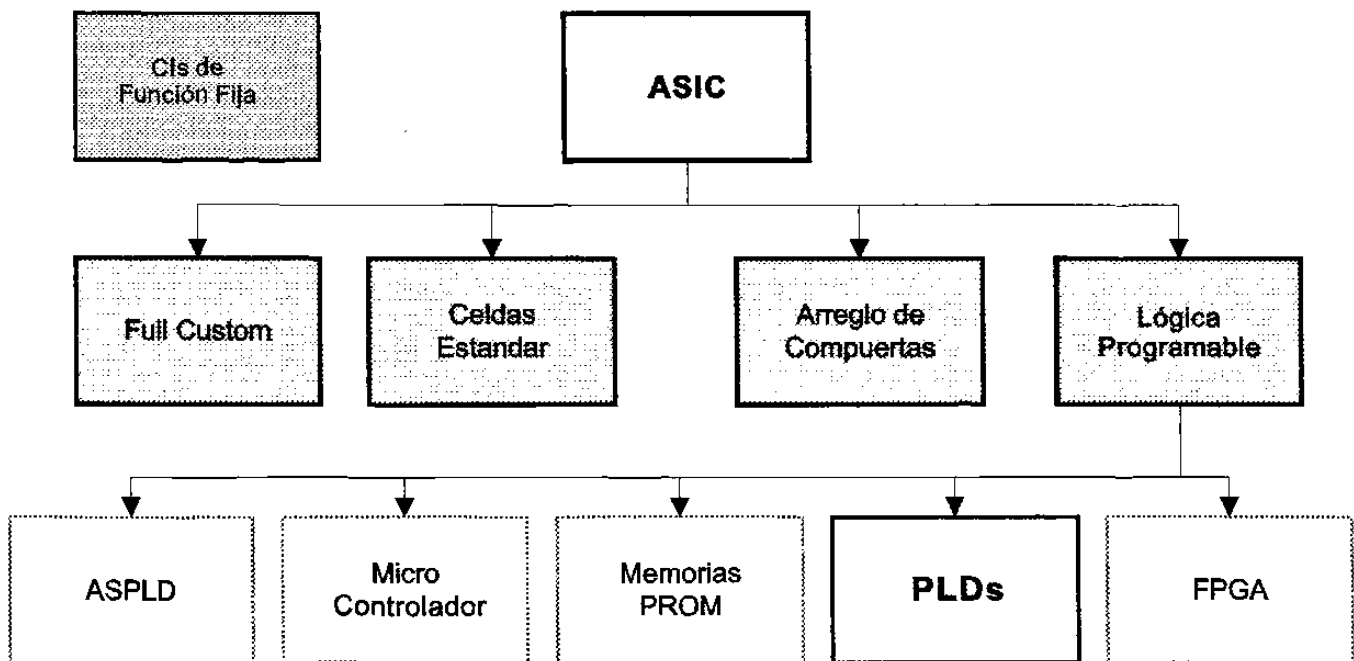 CIs de
Función Fija
ASIC
Full Custom
Celdas
Estandar
Arreglo de
Compuertas
Lógica
Programable
ASPLD
Micro
Controlador
Memorias
PROM
PLDs
FPGA